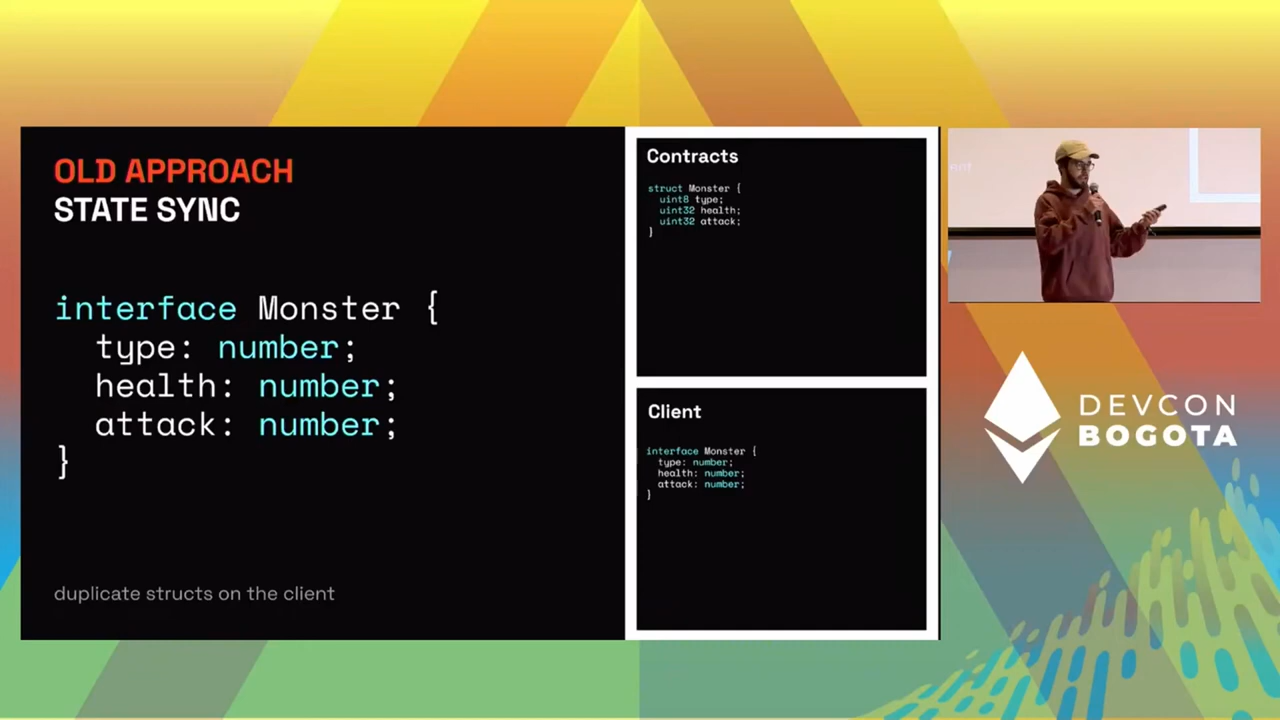 OLD APPROACH
STATE SYNC
interface Monster {
type: number;
health: number;
attack: number;
}
duplicate structs on the client
Contracts
struct Monster {
uint8 type;
uint32 health;
uint32 attack;
}
Client
interface Monster {
type: number;
health: number;
attack: number;
}
DEVCON
BOGOTA